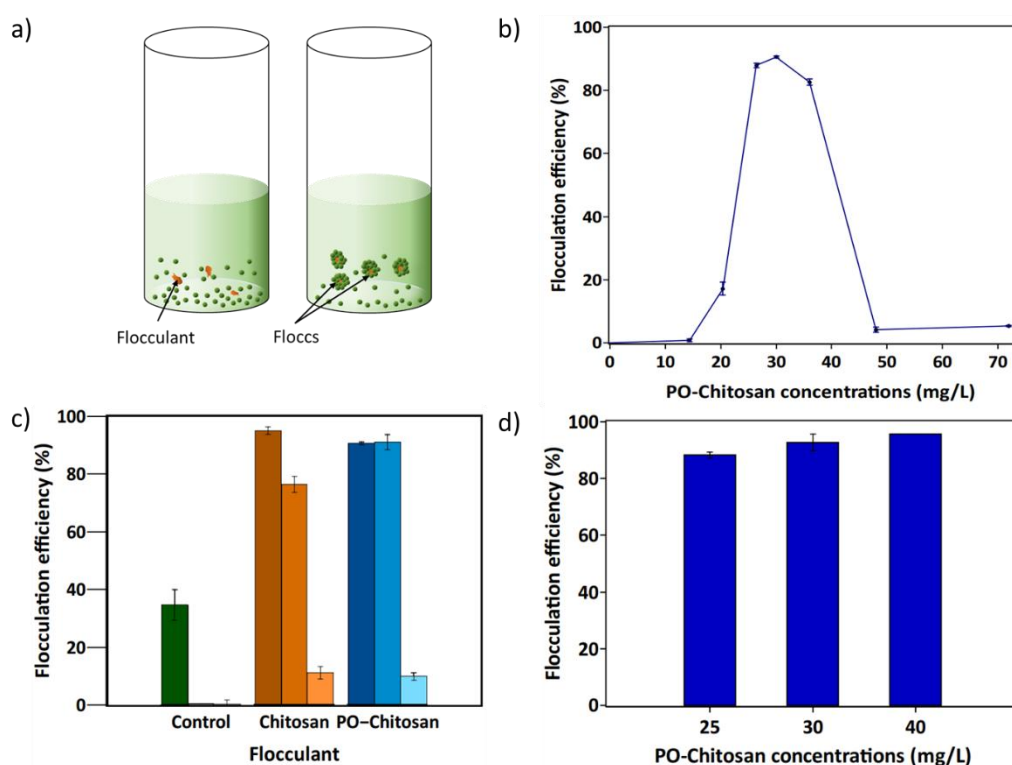 a)
Flocculant
Floccs
b)
Flocculation efficiency (%)
100
80
60
40
20
0
0 10 20 30 40 50 60 70
PO-Chitosan concentrations (mg/L)
c)
Flocculation efficiency (%)
100
80
60
40
20
0
Control Chitosan PO−Chitosan
Flocculant
d)
Flocculation efficiency (%)
100
80
60
40
20
0
25 30 40
PO-Chitosan concentrations (mg/L)